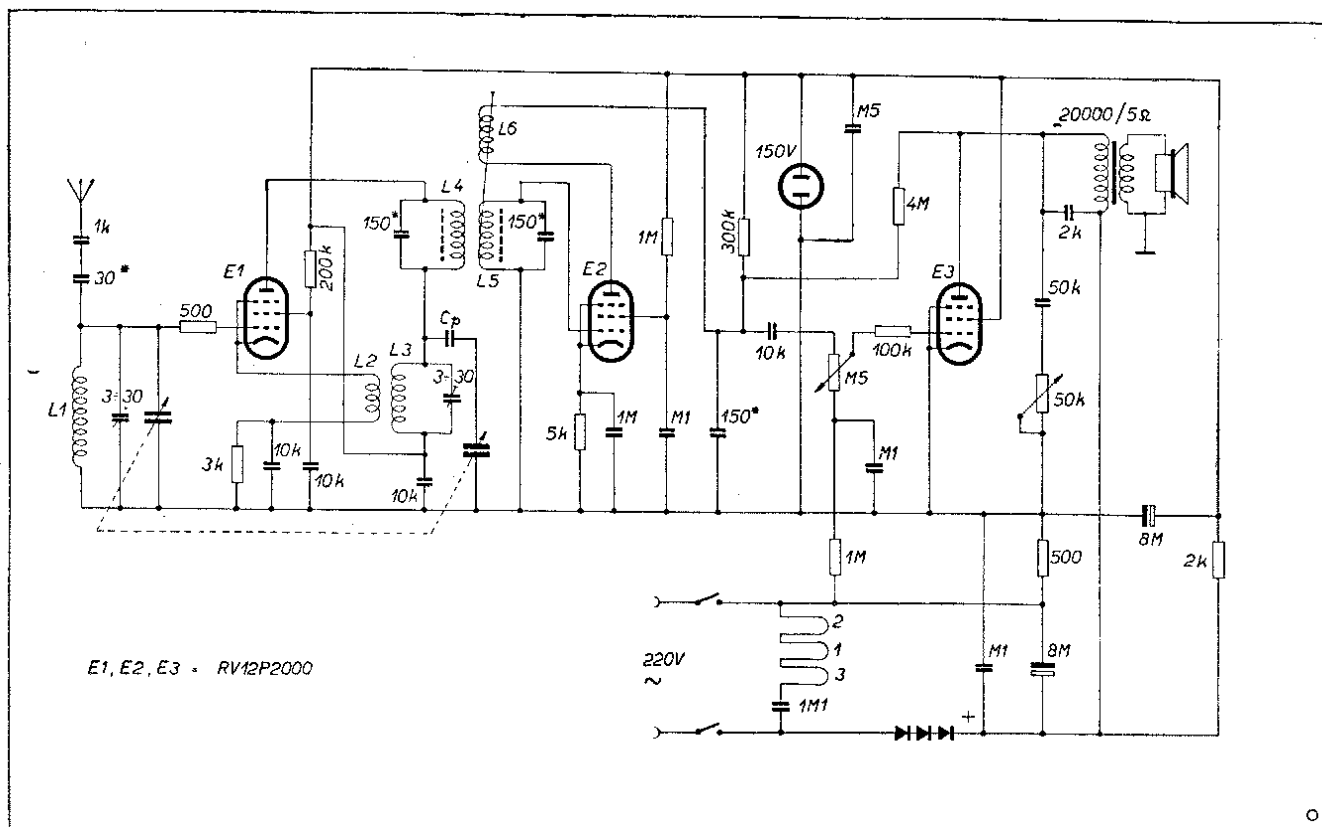 1k
30*
L1
3÷30
500
E1
200k
3k
10k
10k
L2
L3
Cp
3÷30
10k
L4
150*
L6
L5
150*
E2
5k
1M
1M
M1
150*
300k
10k
150V
M5
4M
M5
100k
E3
M1
1M
20000/5Ω
2k
50k
50k
8M
500
2k
E1, E2, E3 = RV12P2000
220V
~
2
1
3
1M1
+
M1
8M